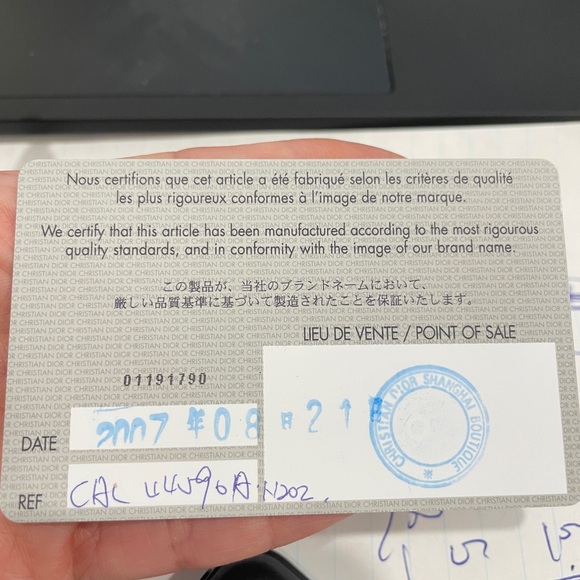 Nous certifions que cet article a été fabriqué selon les critères de qualité
les plus rigoureux conformes à l'image de notre marque.
We certify that this article has been manufactured according to the most rigourous
quality standards, and in conformity with the image of our brand name.
この製品が、当社のブランドネームにおいて、
厳しい品質基準に基づいて製造されたことを保証いたします。
LIEU DE VENTE / POINT OF SALE
01191790
CHRISTIAN DIOR SHANGHAI BOUTIQUE
DATE 2007 年 08 月 21 日
REF CAL 44590A N202.